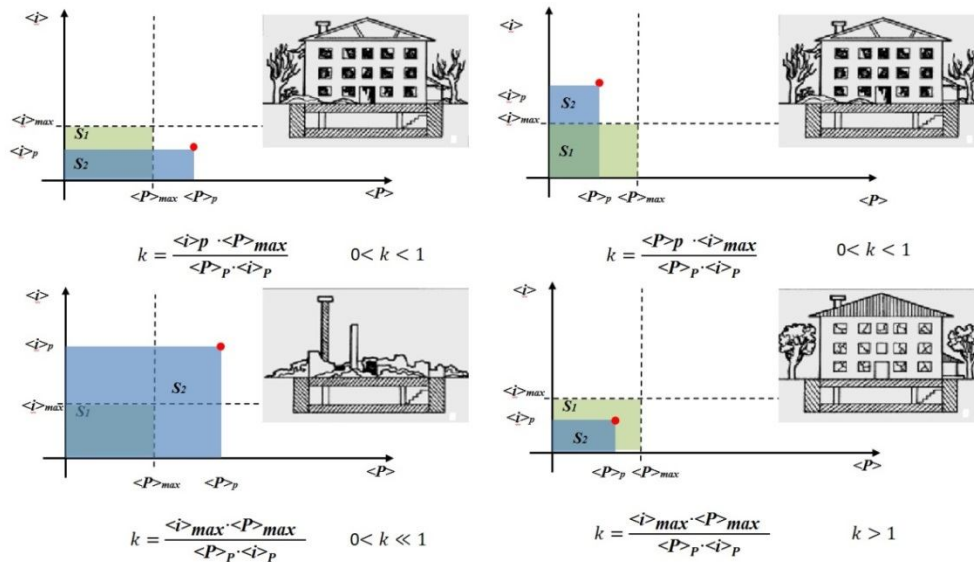 <i>
<i>max
S1
<i>p
S2
<P>max <P>p
<P>
k = <i>p ·<P>max / <P>P·<i>P 0< k < 1
<i>
<i>p
S2
<i>max
S1
<P>p <P>max
<P>
k = <P>p ·<i>max / <P>P·<i>P 0< k < 1
<i>
<i>p
S2
<i>max
S1
<P>max <P>p
<P>
k = <i>max·<P>max / <P>P·<i>P 0< k ≪ 1
<i>
<i>max
S1
<i>p
S2
<P>p <P>max
<P>
k = <i>max·<P>max / <P>P·<i>P k > 1